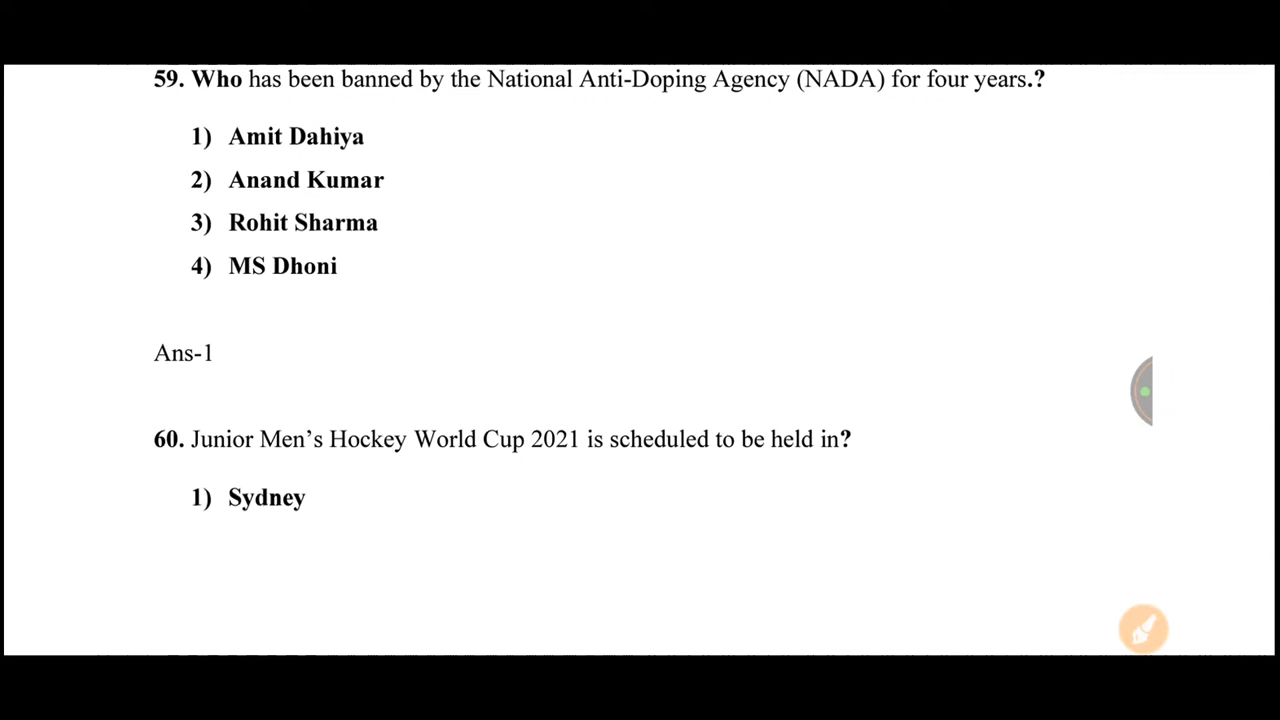 59. Who has been banned by the National Anti-Doping Agency (NADA) for four years.?
1) Amit Dahiya
2) Anand Kumar
3) Rohit Sharma
4) MS Dhoni
Ans-1
60. Junior Men’s Hockey World Cup 2021 is scheduled to be held in?
1) Sydney